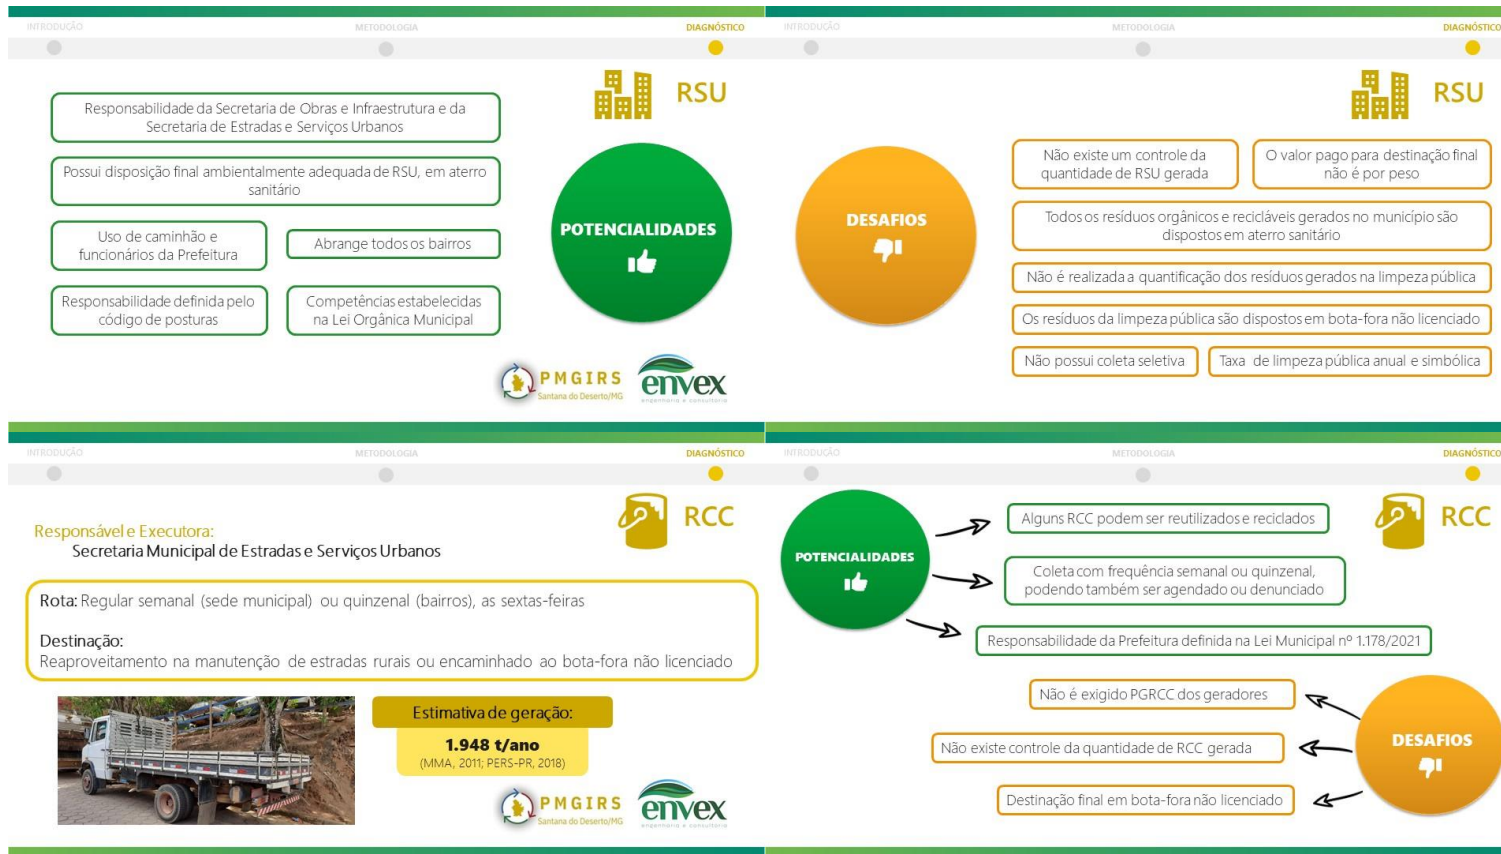 INTRODUÇÃO
METODOLOGIA
DIAGNÓSTICO
RSU
Responsabilidade da Secretaria de Obras e Infraestrutura e da
Secretaria de Estradas e Serviços Urbanos
Possui disposição final ambientalmente adequada de RSU, em aterro
sanitário
Uso de caminhão e
funcionários da Prefeitura
Abrange todos os bairros
Responsabilidade definida pelo
código de posturas
Competências estabelecidas
na Lei Orgânica Municipal
POTENCIALIDADES
PMGIRS
Santana do Deserto/MG
envex
engenharia e consultoria
INTRODUÇÃO
METODOLOGIA
DIAGNÓSTICO
RSU
DESAFIOS
Não existe um controle da
quantidade de RSU gerada
O valor pago para destinação final
não é por peso
Todos os resíduos orgânicos e recicláveis gerados no município são
dispostos em aterro sanitário
Não é realizada a quantificação dos resíduos gerados na limpeza pública
Os resíduos da limpeza pública são dispostos em bota-fora não licenciado
Não possui coleta seletiva
Taxa de limpeza pública anual e simbólica
INTRODUÇÃO
METODOLOGIA
DIAGNÓSTICO
RCC
Responsável e Executora:
Secretaria Municipal de Estradas e Serviços Urbanos
Rota: Regular semanal (sede municipal) ou quinzenal (bairros), as sextas-feiras
Destinação:
Reaproveitamento na manutenção de estradas rurais ou encaminhado ao bota-fora não licenciado
Estimativa de geração:
1.948 t/ano
(MMA, 2011; PERS-PR, 2018)
PMGIRS
Santana do Deserto/MG
envex
engenharia e consultoria
INTRODUÇÃO
METODOLOGIA
DIAGNÓSTICO
RCC
POTENCIALIDADES
Alguns RCC podem ser reutilizados e reciclados
Coleta com frequência semanal ou quinzenal,
podendo também ser agendado ou denunciado
Responsabilidade da Prefeitura definida na Lei Municipal nº 1.178/2021
Não é exigido PGRCC dos geradores
Não existe controle da quantidade de RCC gerada
Destinação final em bota-fora não licenciado
DESAFIOS